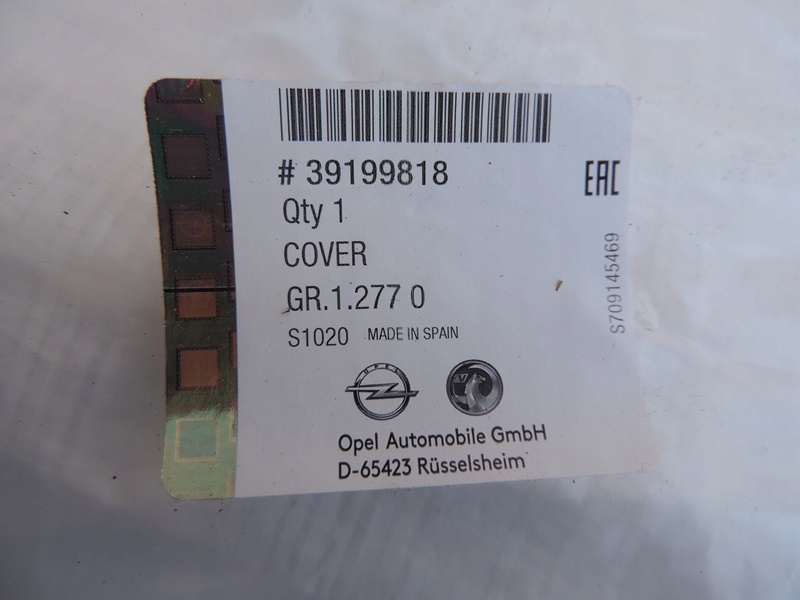 # 39199818
EAC
Qty 1
COVER
GR.1.277 0
S1020 MADE IN SPAIN
S709145469
OPEL
Opel Automobile GmbH
D-65423 Rüsselsheim